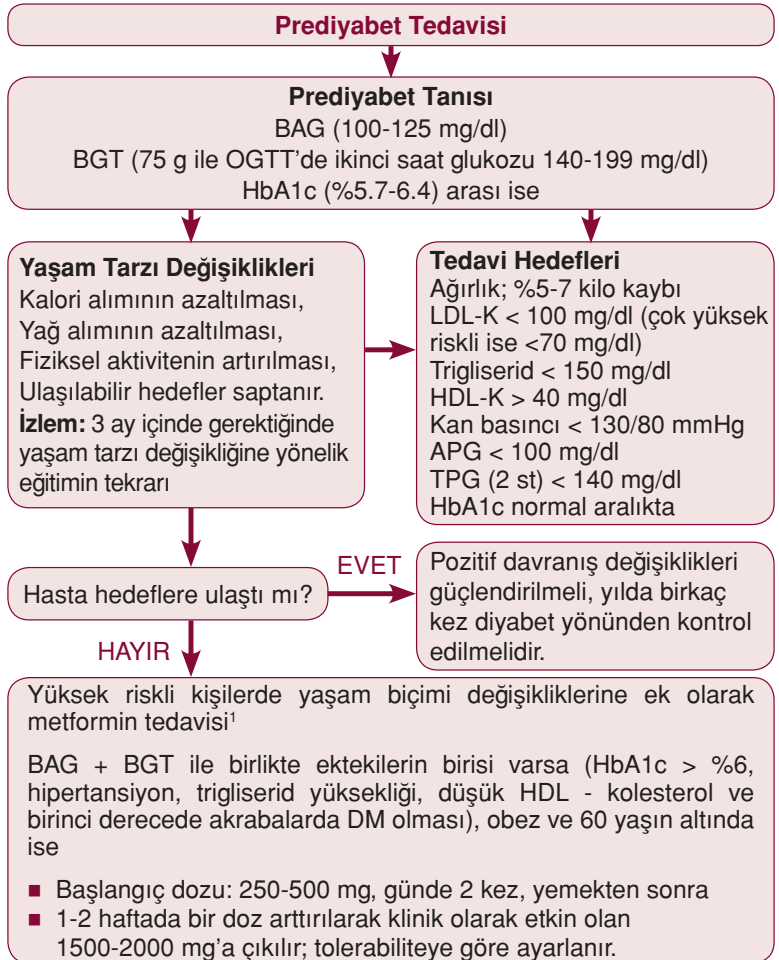 Prediyabet Tedavisi
Prediyabet Tanısı
BAG (100-125 mg/dl)
BGT (75 g ile OGTT’de ikinci saat glukozu 140-199 mg/dl)
HbA1c (%5.7-6.4) arası ise
Yaşam Tarzı Değişiklikleri
Kalori alımının azaltılması,
Yağ alımının azaltılması,
Fiziksel aktivitenin artırılması,
Ulaşılabilir hedefler saptanır.
İzlem: 3 ay içinde gerektiğinde
yaşam tarzı değişikliğine yönelik
eğitimin tekrarı
Tedavi Hedefleri
Ağırlık; %5-7 kilo kaybı
LDL-K < 100 mg/dl (çok yüksek
riskli ise <70 mg/dl)
Trigliserid < 150 mg/dl
HDL-K > 40 mg/dl
Kan basıncı < 130/80 mmHg
APG < 100 mg/dl
TPG (2 st) < 140 mg/dl
HbA1c normal aralıkta
Hasta hedeflere ulaştı mı?
EVET
Pozitif davranış değişiklikleri
güçlendirilmeli, yılda birkaç
kez diyabet yönünden kontrol
edilmelidir.
HAYIR
Yüksek riskli kişilerde yaşam biçimi değişikliklerine ek olarak
metformin tedavisi¹
BAG + BGT ile birlikte ektekilerin birisi varsa (HbA1c > %6,
hipertansiyon, trigliserid yüksekliği, düşük HDL - kolesterol ve
birinci derecede akrabalarda DM olması), obez ve 60 yaşın altında
ise
■ Başlangıç dozu: 250-500 mg, günde 2 kez, yemekten sonra
■ 1-2 haftada bir doz arttırılarak klinik olarak etkin olan
1500-2000 mg’a çıkılır; tolerabiliteye göre ayarlanır.